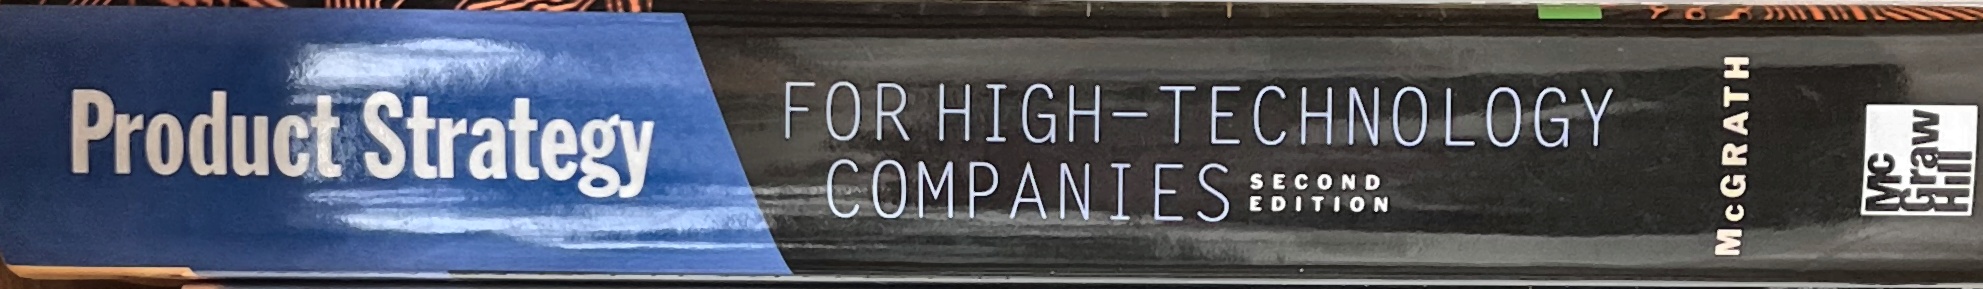 Product Strategy
FOR HIGH-TECHNOLOGY
COMPANIES
SECOND
EDITION
McGRATH
Mc
Graw
Hill